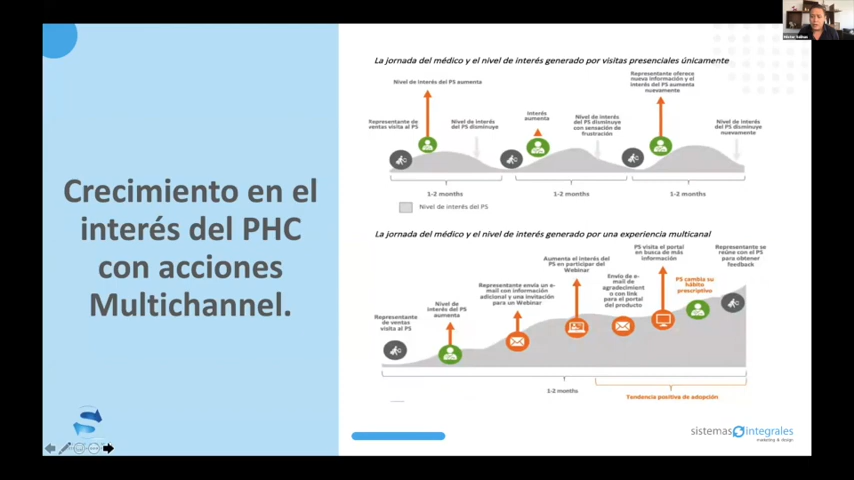 Crecimiento en el
interés del PHC
con acciones
Multichannel.
La jornada del médico y el nivel de interés generado por visitas presenciales únicamente
Nivel de interés del PS aumenta
Representante de
ventas visita al PS
Nivel de interés
del PS disminuye
Interés
aumenta
Nivel de interés
del PS disminuye
con sensación de
frustración
Representante ofrece
nueva información y el
interés del PS aumenta
nuevamente
Nivel de interés
del PS disminuye
nuevamente
1-2 months
1-2 months
1-2 months
Nivel de interés del PS
La jornada del médico y el nivel de interés generado por una experiencia multicanal
Representante
de ventas
visita al PS
Nivel de
interés del PS
aumenta
Representante envía un e-
mail con información
adicional y una invitación
para un Webinar
Aumenta el interés del
PS en participar del
Webinar
Envío de e-
mail de
agradecimient
o con link
para el portal
del producto
PS visita el portal
en busca de más
información
PS cambia su
hábito
prescriptivo
Representante se
reúne con el PS
para obtener
feedback
1-2 months
Tendencia positiva de adopción
sistemas integrales
marketing & design